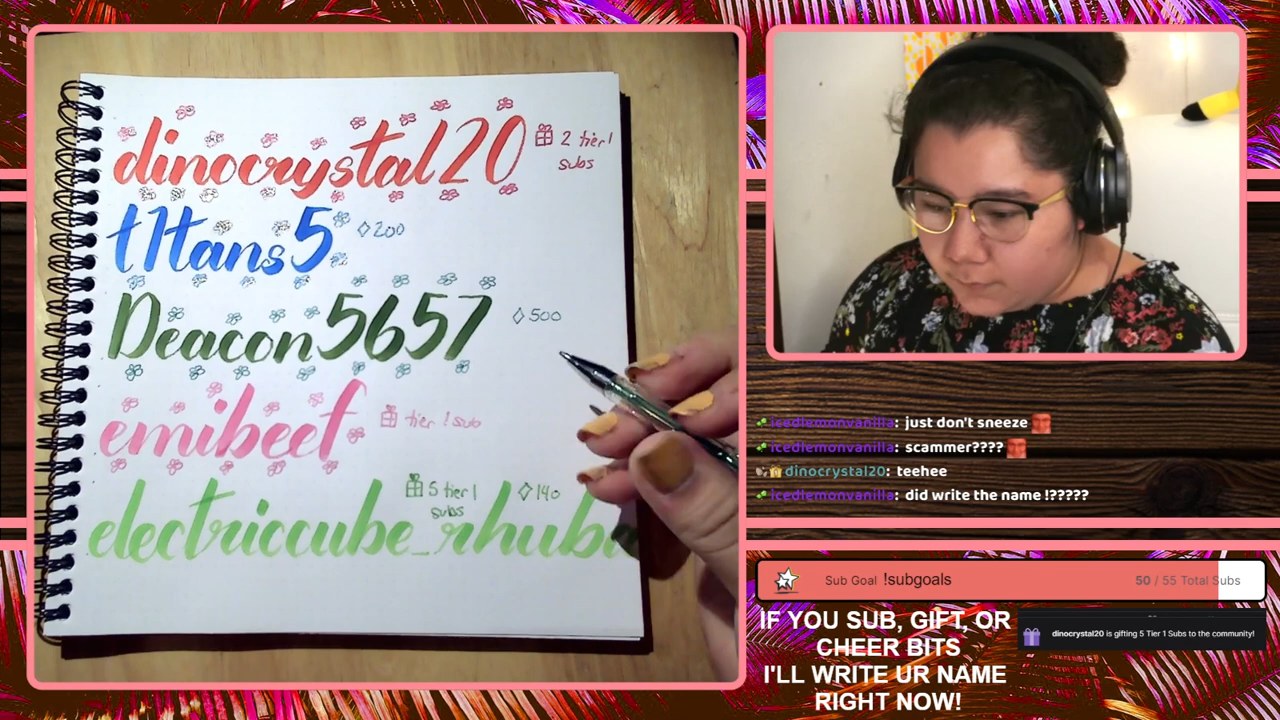 dinocrystal20 2 tier 1
subs
t1tans5 200
Deacon5657 500
emibeef tier 1 sub
5 tier 1 140
subs
electriccube_rhuba
icedlemonvanilla: just don't sneeze
icedlemonvanilla: scammer????
dinocrystal20: teehee
icedlemonvanilla: did write the name !?????
Sub Goal !subgoals 50 / 55 Total Subs
IF YOU SUB, GIFT, OR
CHEER BITS
I'LL WRITE UR NAME
RIGHT NOW!
dinocrystal20 is gifting 5 Tier 1 Subs to the community!